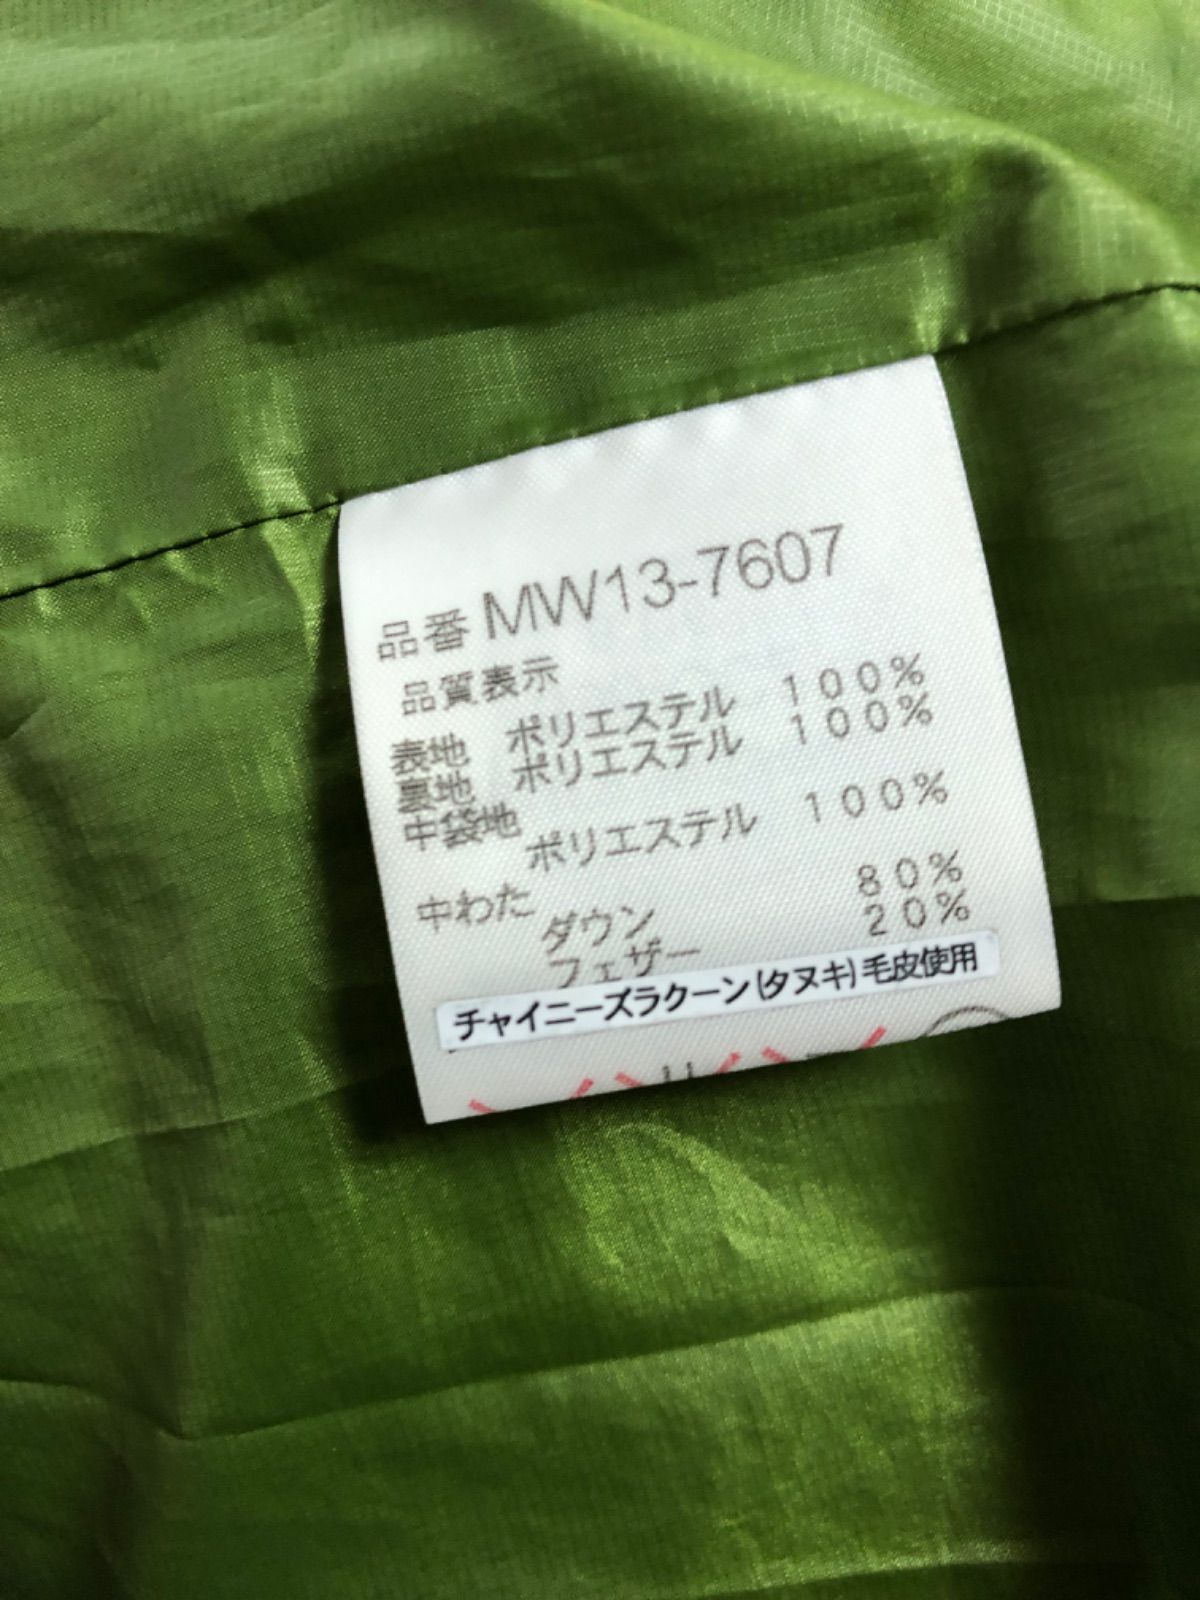 品番 MW13-7607
品質表示
表地 ポリエステル 100%
裏地 ポリエステル 100%
中袋地
ポリエステル 100%
中わた
ダウン 80%
フェザー 20%
チャイニーズラクーン(タヌキ)毛皮使用